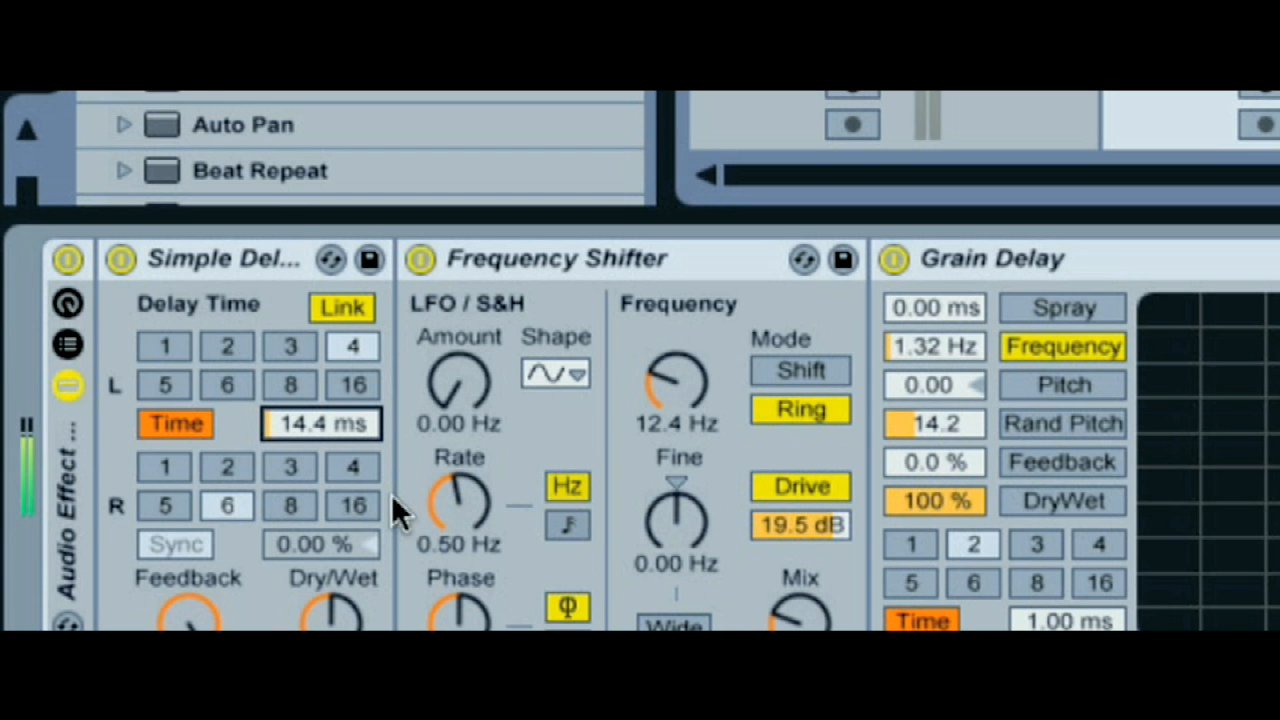 Auto Pan
Beat Repeat
Audio Effect ...
Simple Del...
Delay Time
Link
1 2 3 4
L
5 6 8 16
Time 14.4 ms
1 2 3 4
R
5 6 8 16
Sync 0.00 %
Feedback Dry/Wet
Frequency Shifter
LFO / S&H
Amount Shape
0.00 Hz
Rate
Hz
0.50 Hz
Phase
Φ
Frequency
Mode
Shift
Ring
12.4 Hz
Fine
Drive
19.5 dB
0.00 Hz
Mix
Wide
Grain Delay
0.00 ms Spray
1.32 Hz Frequency
0.00 Pitch
14.2 Rand Pitch
0.0 % Feedback
100 % DryWet
1 2 3 4
5 6 8 16
Time 1.00 ms